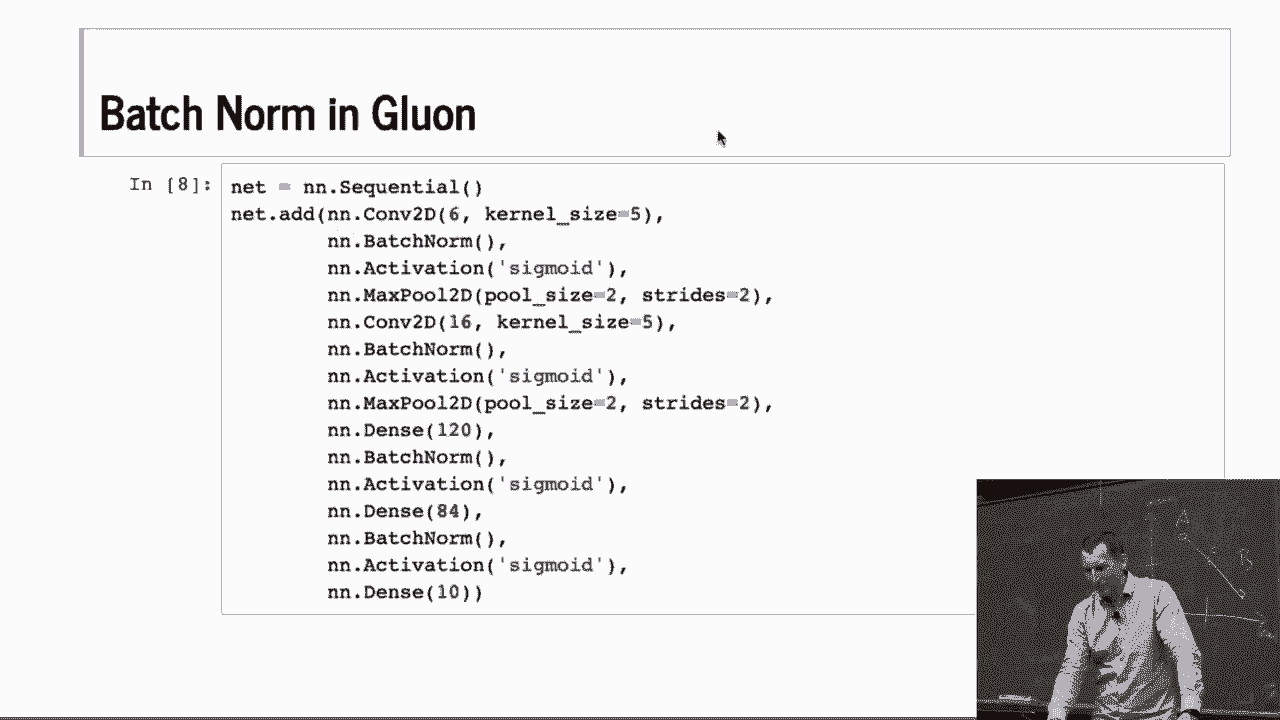 Batch Norm in Gluon
In [8]:
net = nn.Sequential()
net.add(nn.Conv2D(6, kernel_size=5),
nn.BatchNorm(),
nn.Activation('sigmoid'),
nn.MaxPool2D(pool_size=2, strides=2),
nn.Conv2D(16, kernel_size=5),
nn.BatchNorm(),
nn.Activation('sigmoid'),
nn.MaxPool2D(pool_size=2, strides=2),
nn.Dense(120),
nn.BatchNorm(),
nn.Activation('sigmoid'),
nn.Dense(84),
nn.BatchNorm(),
nn.Activation('sigmoid'),
nn.Dense(10))